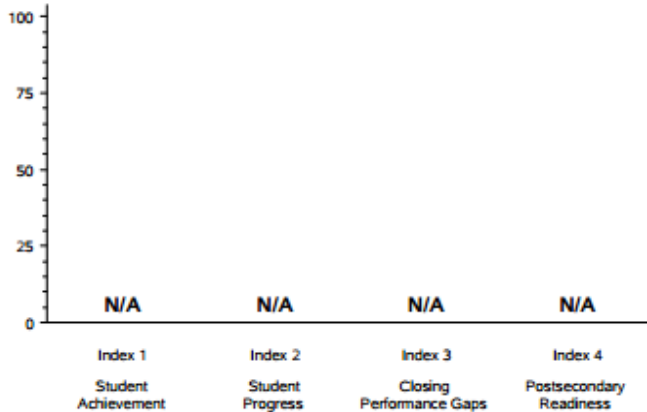 100
75
50
25
0
N/A N/A N/A N/A
Index 1 Index 2 Index 3 Index 4
Student Student Closing Postsecondary
Achievement Progress Performance Gaps Readiness